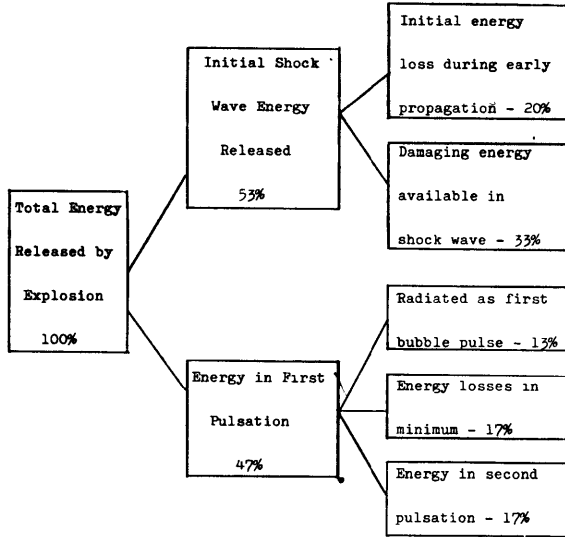 Total Energy
Released by
Explosion
100%
Initial Shock
Wave Energy
Released
53%
Initial energy
loss during early
propagation - 20%
Damaging energy
available in
shock wave - 33%
Energy in First
Pulsation
47%
Radiated as first
bubble pulse - 13%
Energy losses in
minimum - 17%
Energy in second
pulsation - 17%